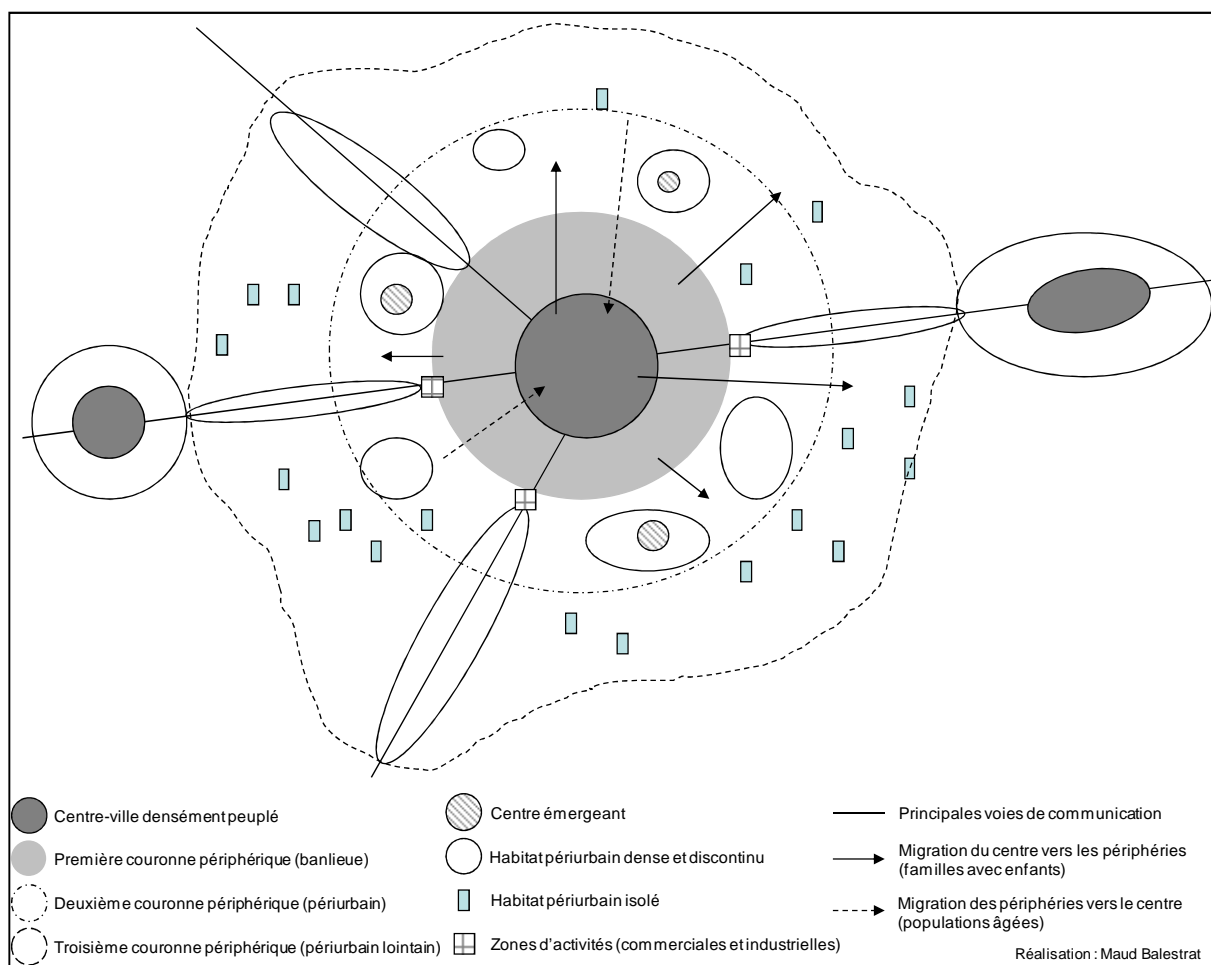 Centre-ville densément peuplé
Première couronne périphérique (banlieue)
Deuxième couronne périphérique (périurbain)
Troisième couronne périphérique (périurbain lointain)
Centre émergeant
Habitat périurbain dense et discontinu
Habitat périurbain isolé
Zones d'activités (commerciales et industrielles)
Principales voies de communication
Migration du centre vers les périphéries
(familles avec enfants)
Migration des périphéries vers le centre
(populations âgées)
Réalisation : Maud Balestrat